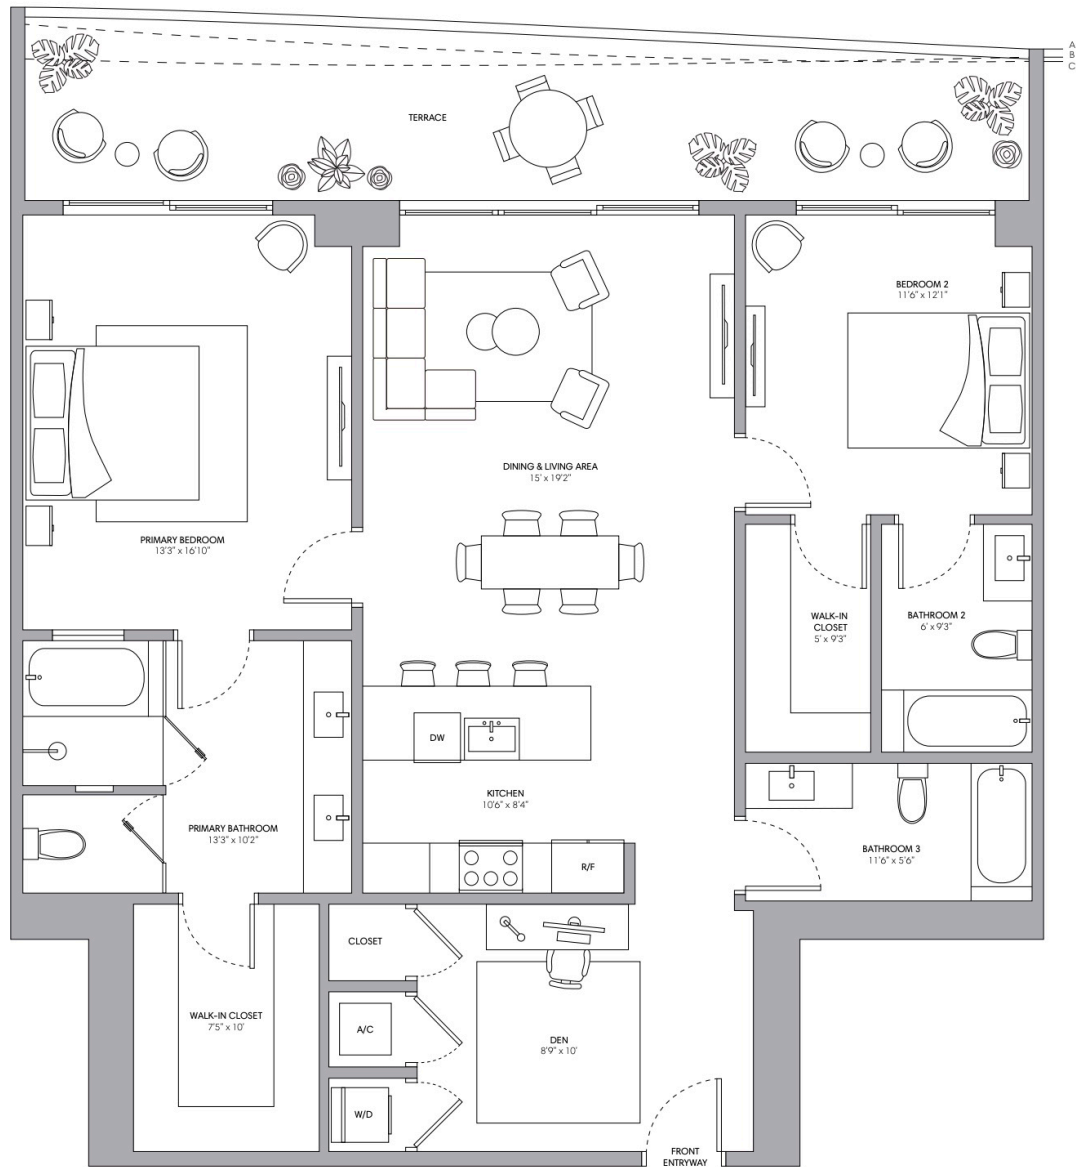 A
B
C
TERRACE
BEDROOM 2
11'6" x 12'1"
DINING & LIVING AREA
15' x 19'2"
PRIMARY BEDROOM
13'3" x 16'10"
WALK-IN
CLOSET
5' x 9'3"
BATHROOM 2
6' x 9'3"
DW
KITCHEN
10'6" x 8'4"
PRIMARY BATHROOM
13'3" x 10'2"
R/F
BATHROOM 3
11'6" x 5'6"
CLOSET
WALK-IN CLOSET
7'5" x 10'
A/C
DEN
8'9" x 10'
W/D
FRONT
ENTRYWAY